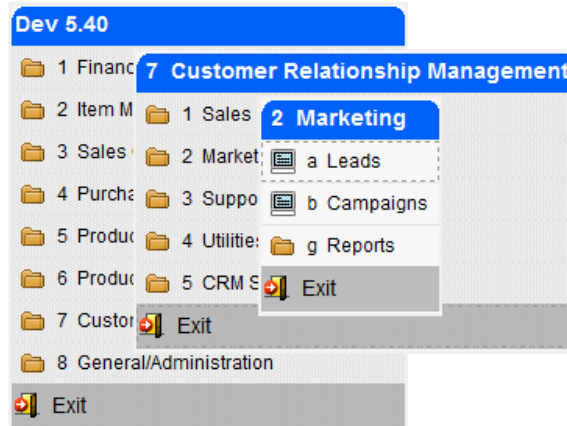 Dev 5.40
1 Financ
2 Item M
3 Sales
4 Purcha
5 Produc
6 Produc
7 Custor
8 General/Administration
Exit
7 Customer Relationship Management
1 Sales
2 Market
3 Suppo
4 Utilities
5 CRM S
Exit
2 Marketing
a Leads
b Campaigns
g Reports
Exit